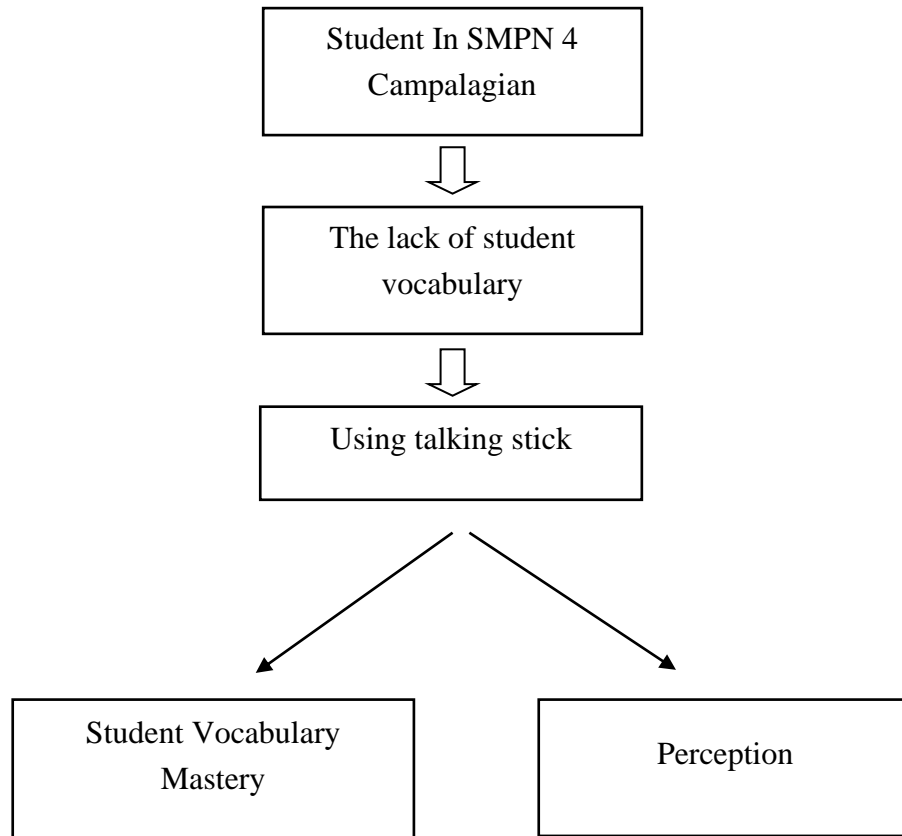 Student In SMPN 4
Campalagian
The lack of student
vocabulary
Using talking stick
Student Vocabulary
Mastery
Perception